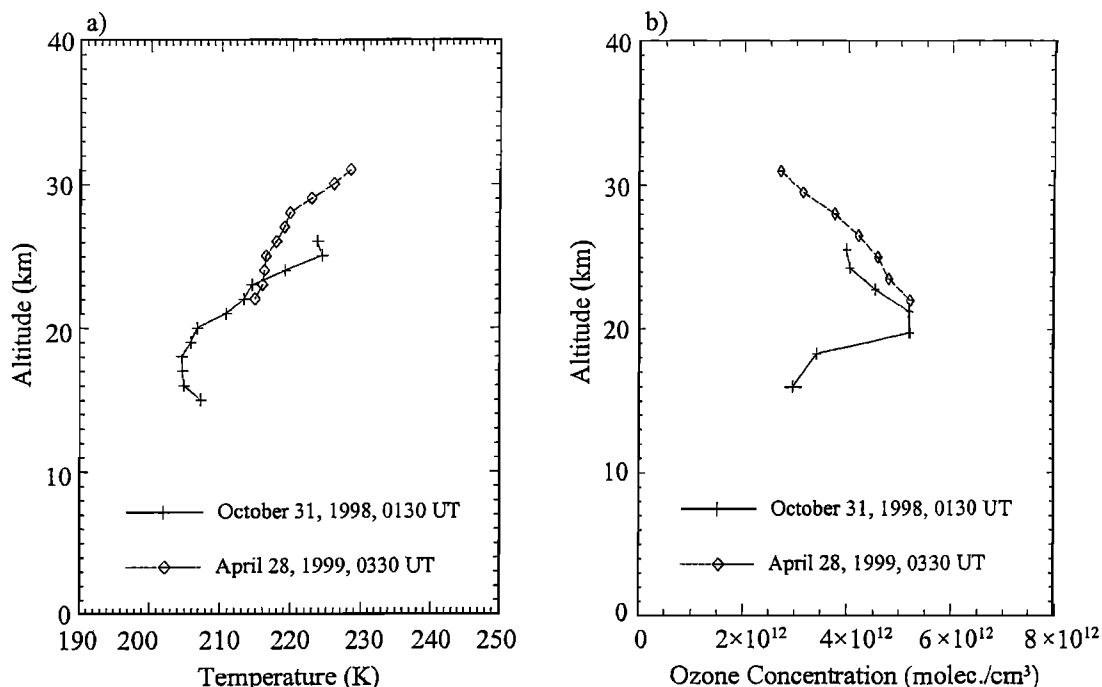 a)
40
30
20
10
0
Altitude (km)
190 200 210 220 230 240 250
Temperature (K)
October 31, 1998, 0130 UT
April 28, 1999, 0330 UT
b)
40
30
20
10
0
Altitude (km)
0 2×10¹² 4×10¹² 6×10¹² 8×10¹²
Ozone Concentration (molec./cm³)
October 31, 1998, 0130 UT
April 28, 1999, 0330 UT